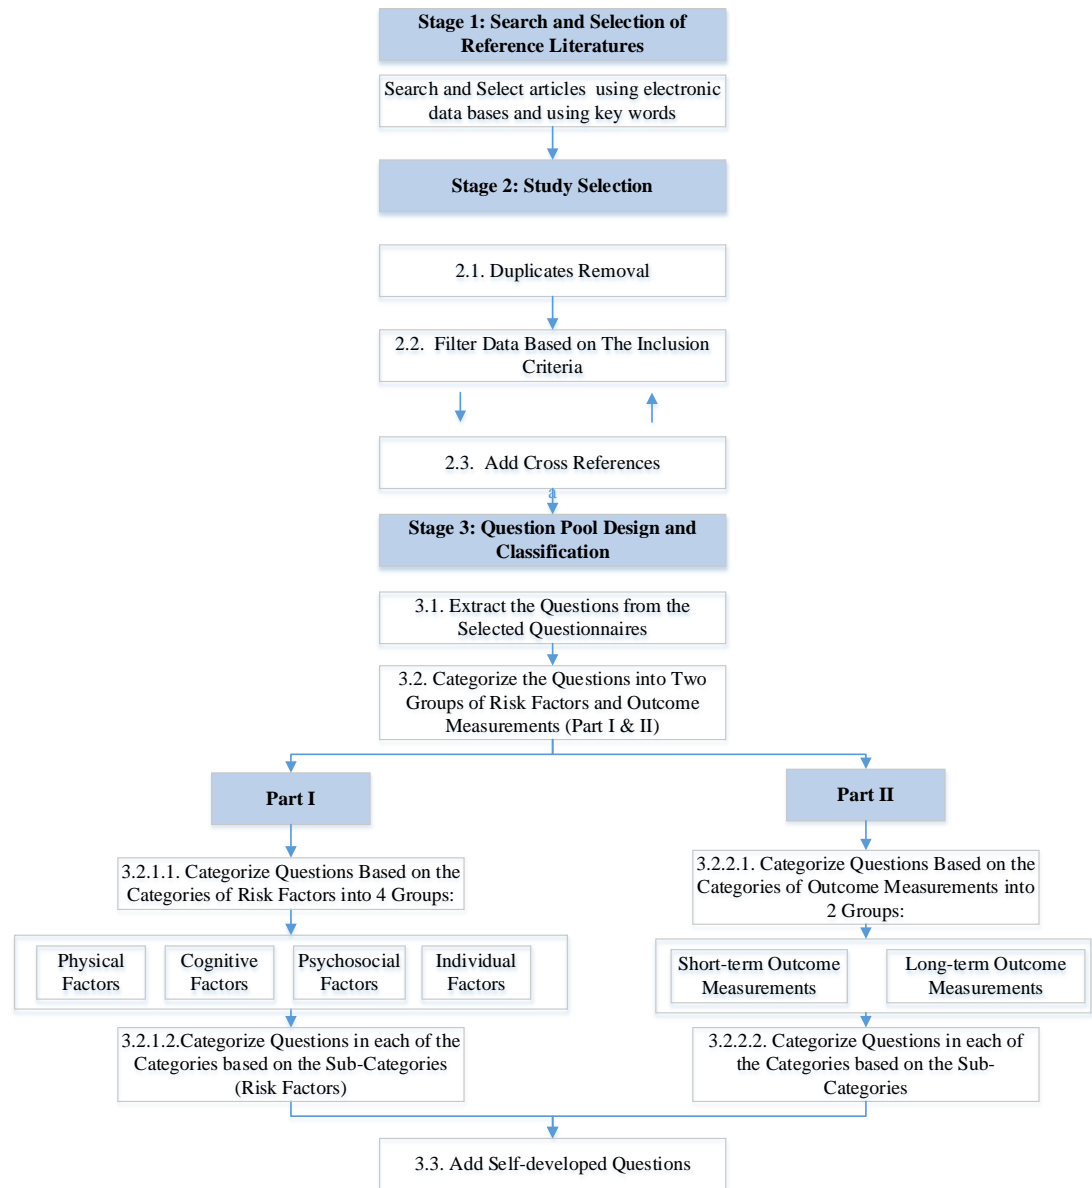 Stage 1: Search and Selection of
Reference Literatures
Search and Select articles  using electronic
data bases and using key words
Stage 2: Study Selection
2.1. Duplicates Removal
2.2.  Filter Data Based on The Inclusion
Criteria
2.3.  Add Cross References
a
Stage 3: Question Pool Design and
Classification
3.1. Extract the Questions from the
Selected Questionnaires
3.2. Categorize the Questions into Two
Groups of Risk Factors and Outcome
Measurements (Part I & II)
Part I
3.2.1.1. Categorize Questions Based on the
Categories of Risk Factors into 4 Groups:
Physical
Factors
Cognitive
Factors
Psychosocial
Factors
Individual
Factors
3.2.1.2.Categorize Questions in each of the
Categories based on the Sub-Categories
(Risk Factors)
Part II
3.2.2.1. Categorize Questions Based on the
Categories of Outcome Measurements into
2 Groups:
Short-term Outcome
Measurements
Long-term Outcome
Measurements
3.2.2.2. Categorize Questions in each of
the Categories based on the Sub-
Categories
3.3. Add Self-developed Questions